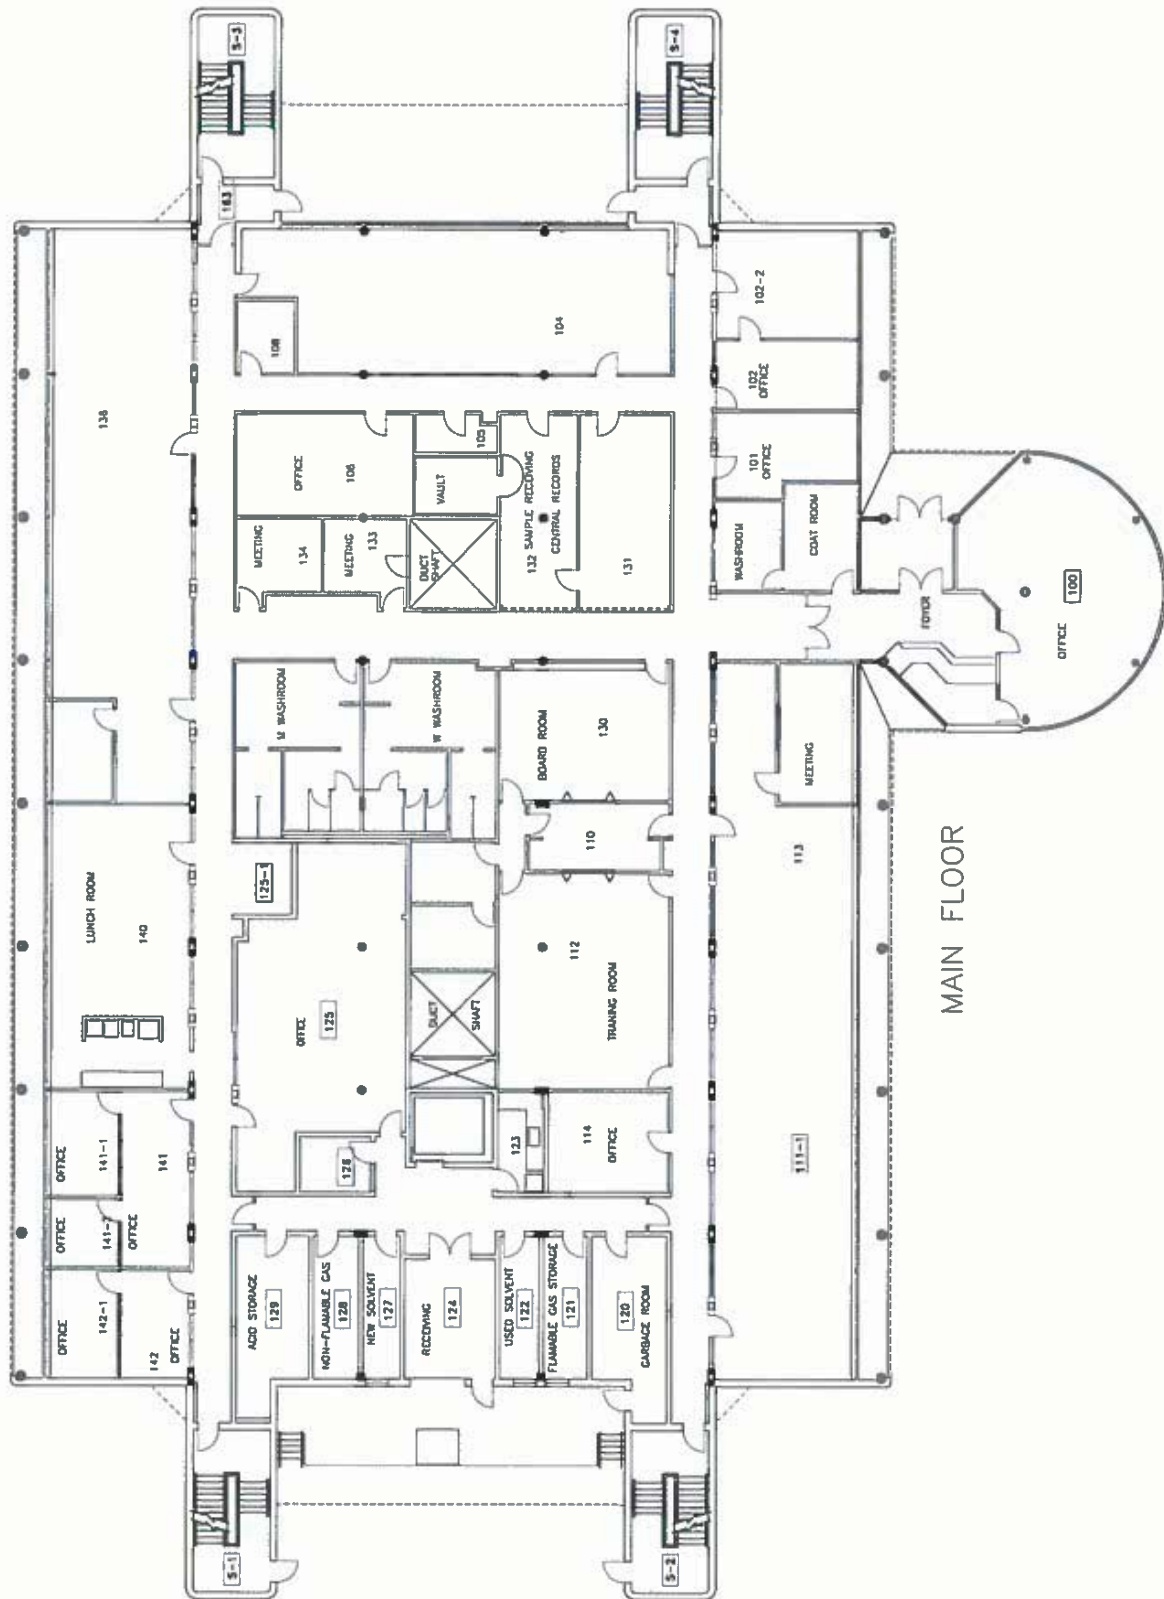 S-3
S-4
163
138
108
104
102-2
102
OFFICE
101
OFFICE
OFFICE
106
105
VAULT
MEETING
134
MEETING
133
DUCT
SHAFT
132
SAMPLE RECEIVING
CENTRAL RECORDS
131
WASHROOM
COAT ROOM
FOYER
OFFICE
100
M WASHROOM
W WASHROOM
BOARD ROOM
130
MEETING
110
113
LUNCH ROOM
140
125-1
OFFICE
125
DUCT
SHAFT
112
TRANING ROOM
OFFICE
141-1
141
OFFICE
141-2
OFFICE
OFFICE
142-1
142
OFFICE
126
123
114
OFFICE
111-1
ACID STORAGE
129
NON-FLAMABLE GAS
128
NEW SOLVENT
127
RECEIVING
124
USED SOLVENT
122
FLAMABLE GAS STORAGE
121
120
GARBAGE ROOM
S-1
S-2
MAIN FLOOR